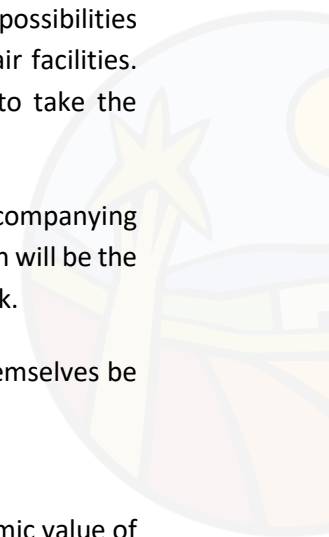 possibilities
air facilities.
to take the
companying
n will be the
k.
emselves be
mic value of